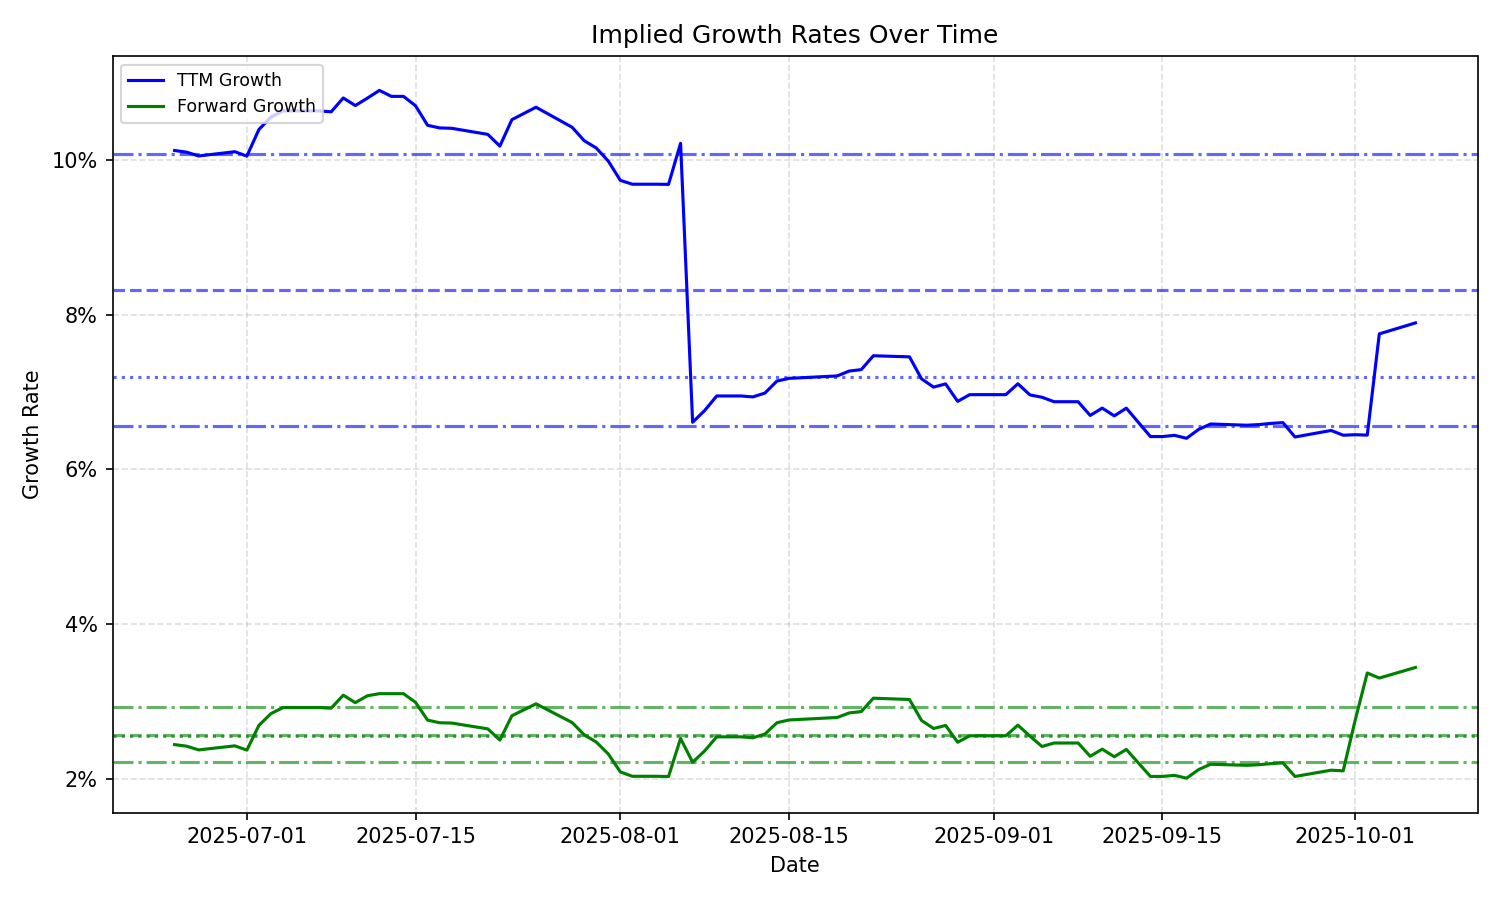 Implied Growth Rates Over Time
TTM Growth
Forward Growth
10%
8%
6%
4%
2%
Growth Rate
2025-07-01
2025-07-15
2025-08-01
2025-08-15
2025-09-01
2025-09-15
2025-10-01
Date